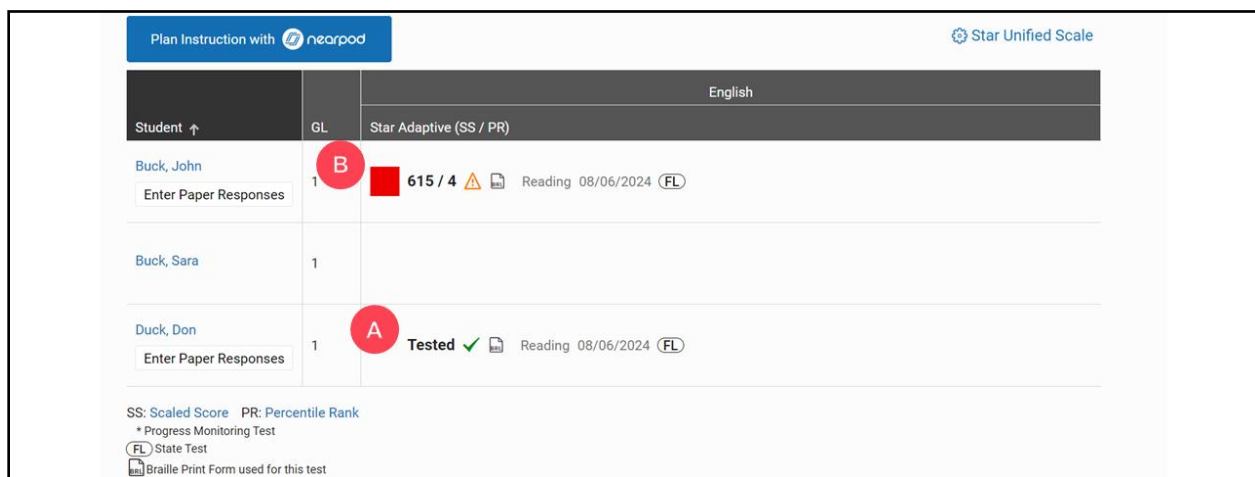 Plan Instruction with nearpod
Star Unified Scale
English
Student GL Star Adaptive (SS / PR)
Buck, John
Enter Paper Responses
1
B
615 / 4 BRL Reading 08/06/2024 FL
Buck, Sara
1
Duck, Don
Enter Paper Responses
1
A
Tested BRL Reading 08/06/2024 FL
SS: Scaled Score PR: Percentile Rank
* Progress Monitoring Test
FL State Test
BRL Braille Print Form used for this test